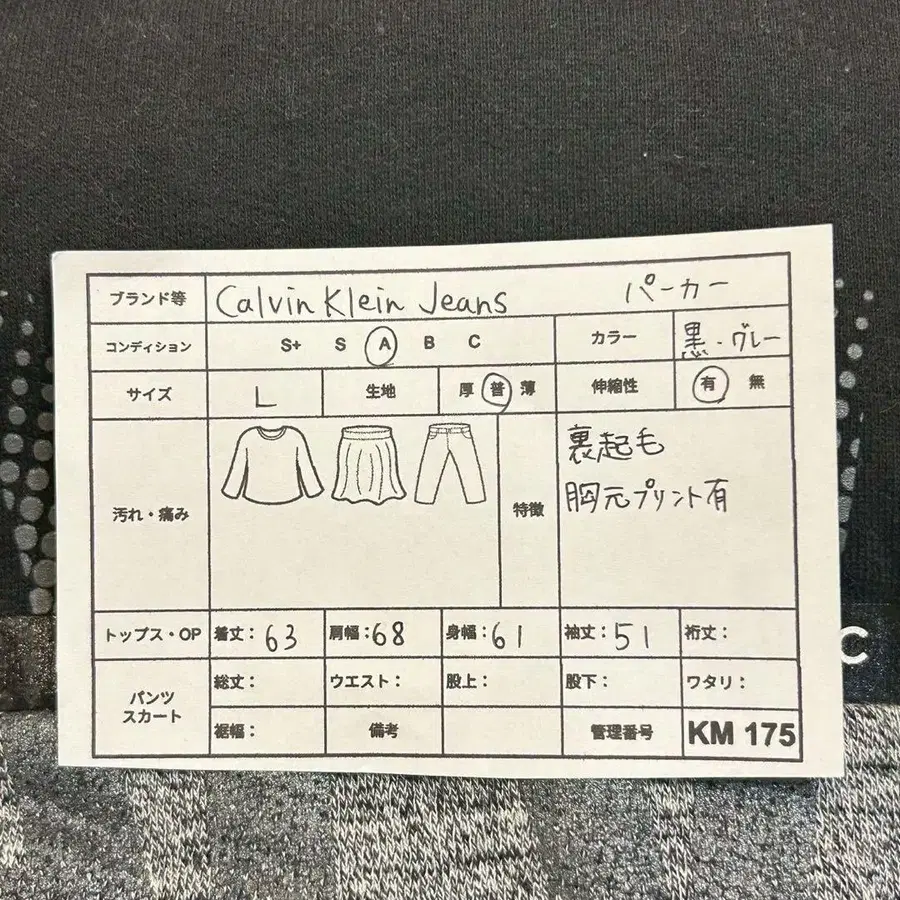 ブランド等 Calvin Klein Jeans パーカー
コンディション S+ S A B C カラー 黒・グレー
サイズ L 生地 厚 普 薄 伸縮性 有 無
汚れ・痛み 特徴 裏起毛
胸元プリント有
トップス・OP 着丈: 63 肩幅: 68 身幅: 61 袖丈: 51 裄丈:
パンツ スカート 総丈: ウエスト: 股上: 股下: ワタリ:
裾幅: 備考 管理番号 KM 175
C